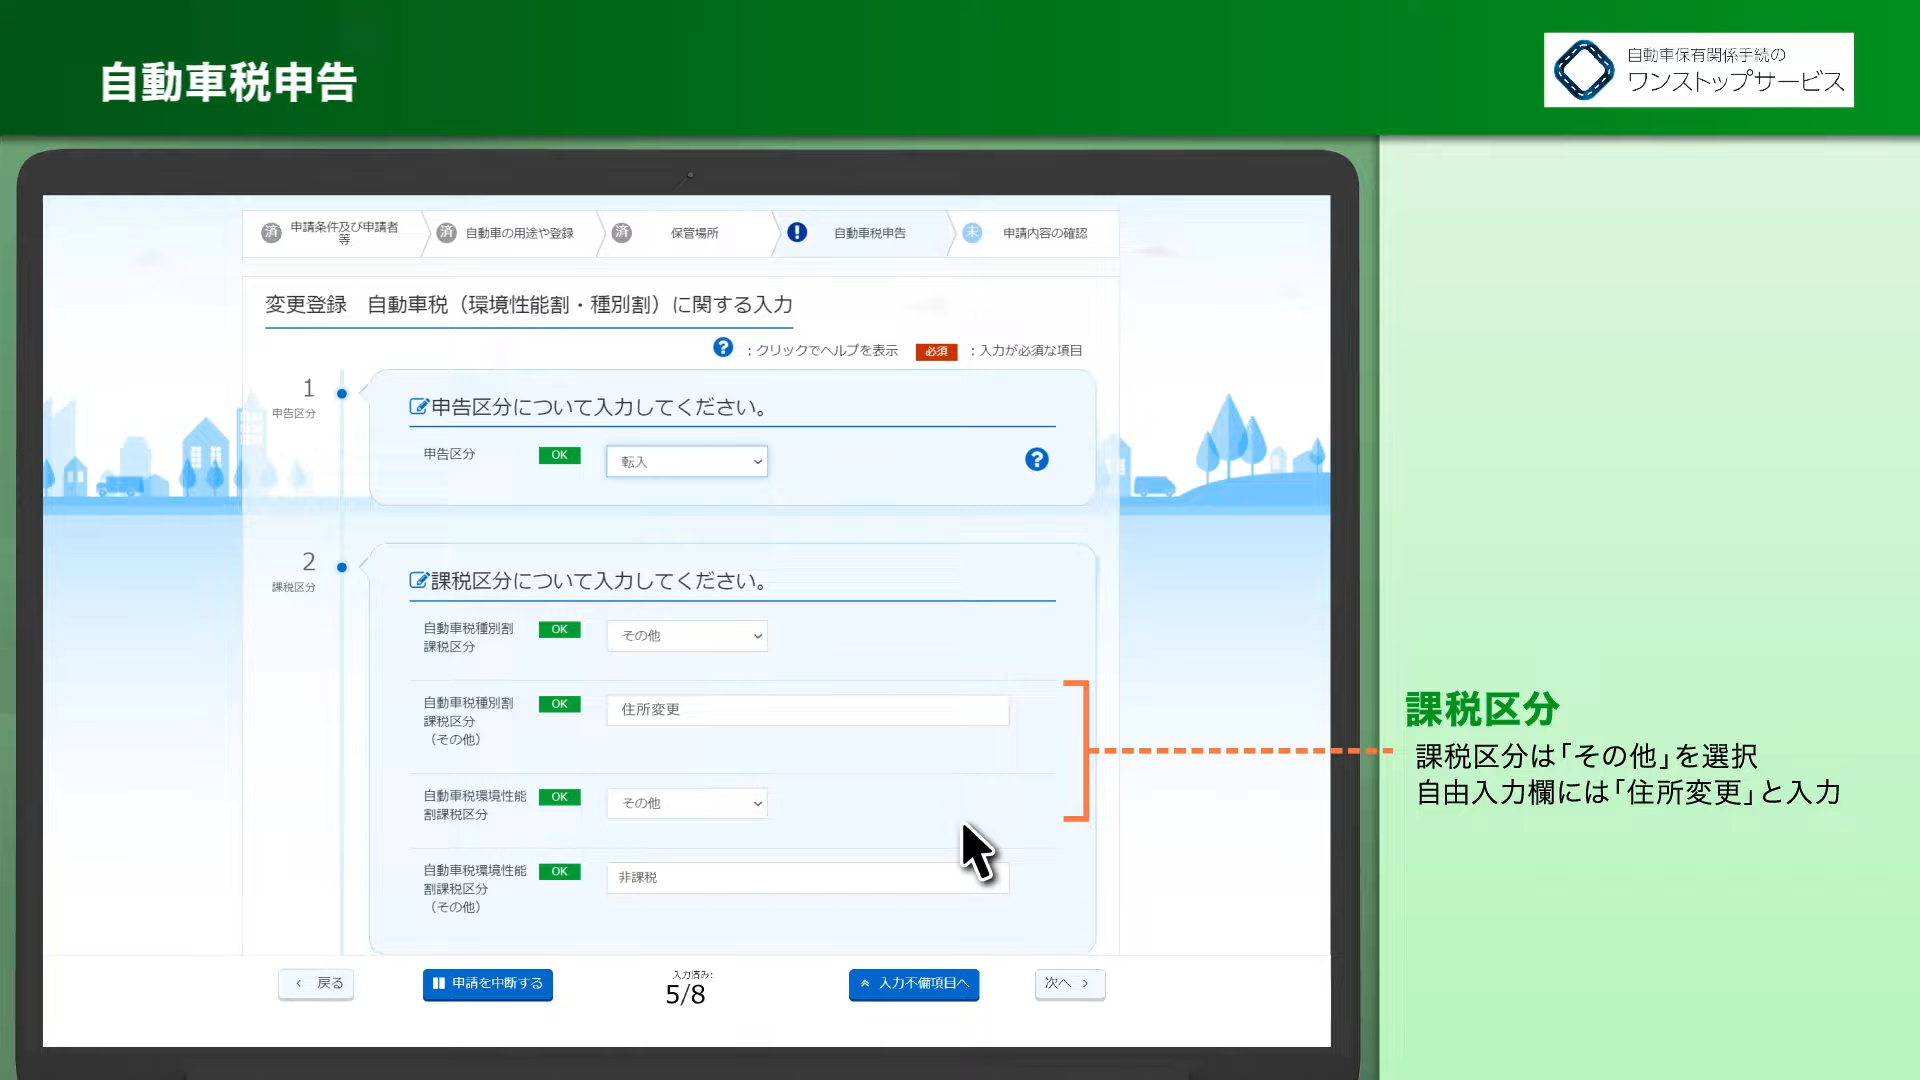 自動車税申告
自動車保有関係手続の
ワンストップサービス
済 申請条件及び申請者
等
済 自動車の用途や登録
済 保管場所
! 自動車税申告
未 申請内容の確認
変更登録 自動車税（環境性能割・種別割）に関する入力
? ：クリックでヘルプを表示 必須 ：入力が必須な項目
1
申告区分
申告区分について入力してください。
申告区分 OK 転入 ?
2
課税区分
課税区分について入力してください。
自動車税種別割
課税区分
OK その他
自動車税種別割
課税区分
（その他）
OK 住所変更
自動車税環境性能
割課税区分
OK その他
自動車税環境性能
割課税区分
（その他）
OK 非課税
課税区分
課税区分は「その他」を選択
自由入力欄には「住所変更」と入力
戻る
申請を中断する
入力済み:
5/8
入力不備項目へ
次へ